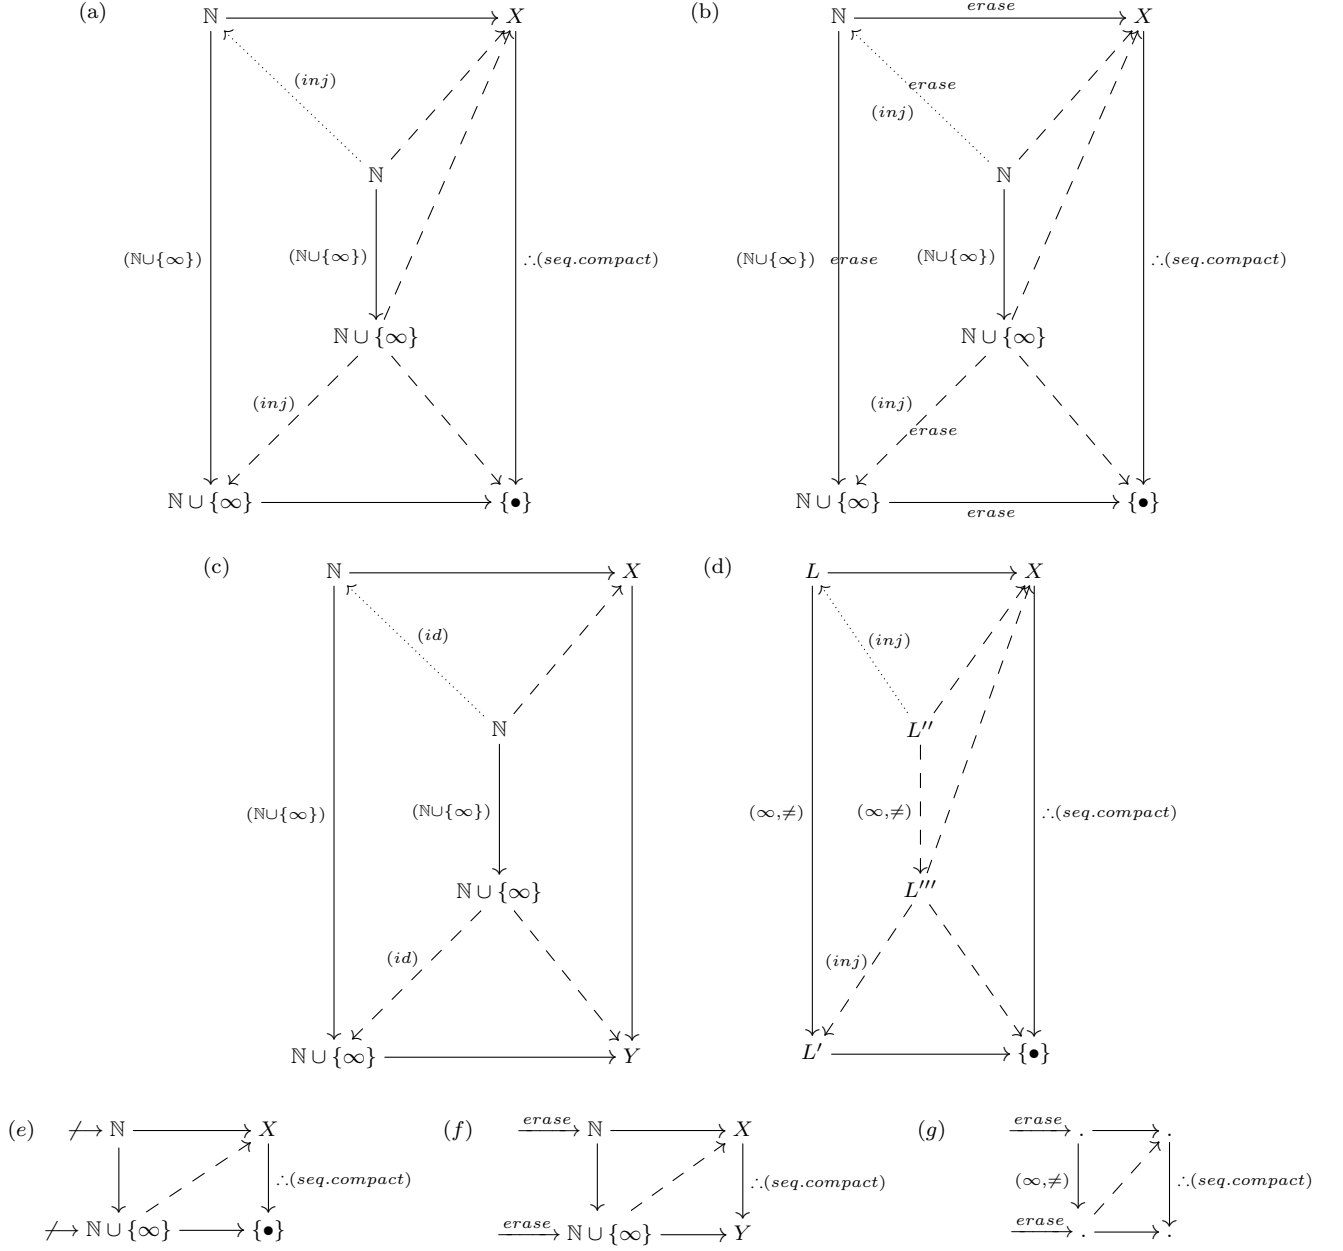 (a) ℕ X (b) ℕ erase X
(inj) erase
(inj)
ℕ ℕ
(ℕ∪{∞}) (ℕ∪{∞}) ∴(seq.compact) (ℕ∪{∞}) erase (ℕ∪{∞}) ∴(seq.compact)
ℕ ∪ {∞} ℕ ∪ {∞}
(inj) (inj)
erase
ℕ ∪ {∞} {•} ℕ ∪ {∞} erase {•}
(c) ℕ X (d) L X
(id) (inj)
ℕ L′′
(ℕ∪{∞}) (ℕ∪{∞}) (∞,≠) (∞,≠) ∴(seq.compact)
ℕ ∪ {∞} L′′′
(id) (inj)
ℕ ∪ {∞} Y L′ {•}
(e) ↛ ℕ X (f) erase ℕ X (g) erase . .
∴(seq.compact) ∴(seq.compact) (∞,≠) ∴(seq.compact)
↛ ℕ ∪ {∞} {•} erase ℕ ∪ {∞} Y erase . .